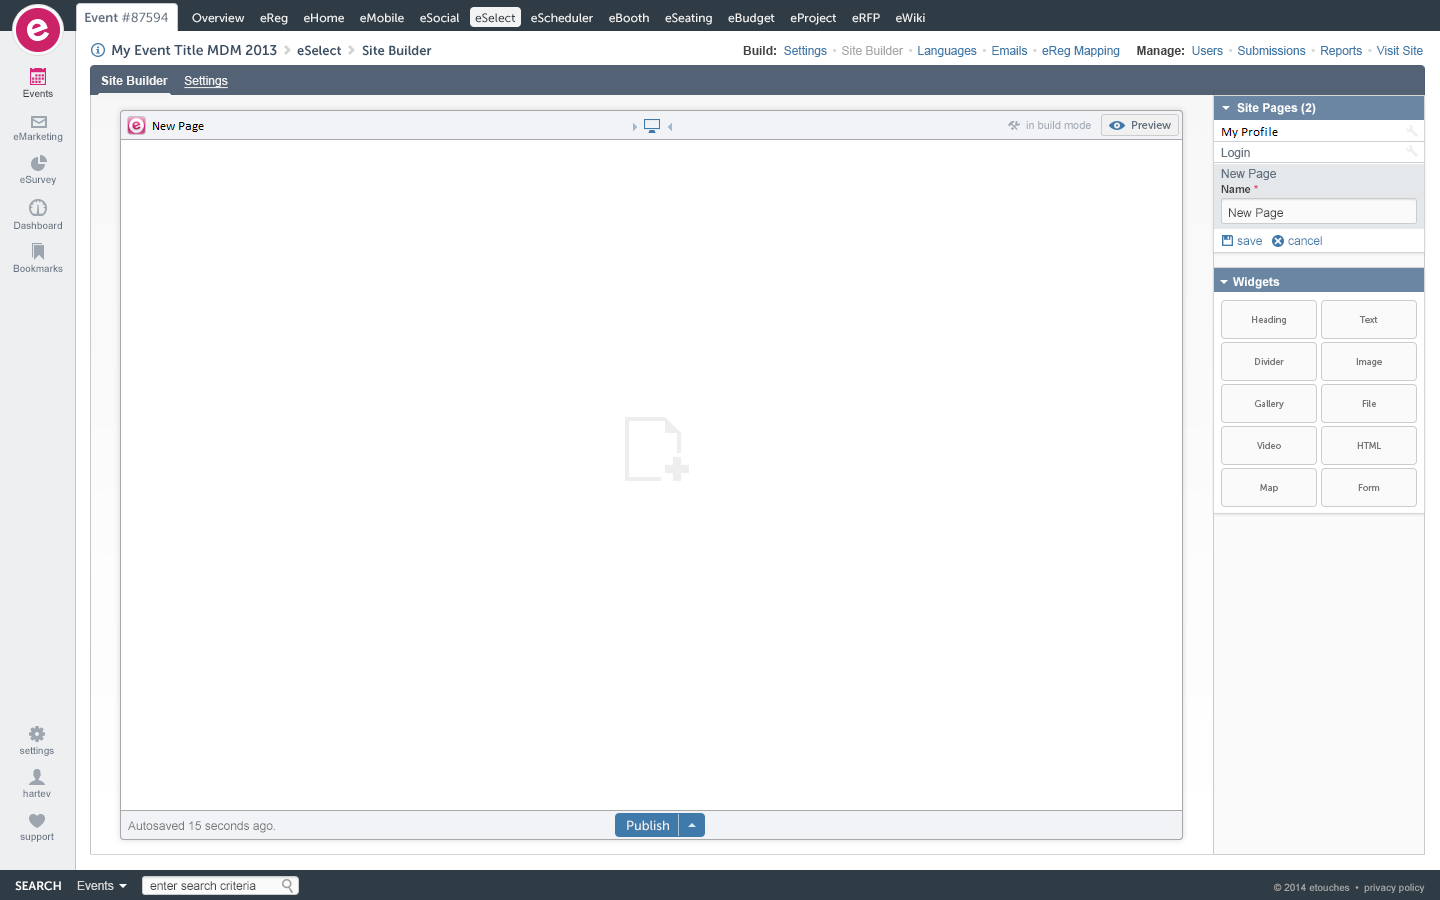 Event #87594 Overview eReg eHome eMobile eSocial eSelect eScheduler eBooth eSeating eBudget eProject eRFP eWiki
e
My Event Title MDM 2013 eSelect Site Builder
Build: Settings • Site Builder • Languages • Emails • eReg Mapping Manage: Users • Submissions • Reports • Visit Site
Site Builder Settings
Events
eMarketing
eSurvey
Dashboard
Bookmarks
settings
hartev
support
e New Page
in build mode Preview
Autosaved 15 seconds ago.
Publish
Site Pages (2)
My Profile
Login
New Page
Name *
New Page
save cancel
Widgets
Heading Text
Divider Image
Gallery File
Video HTML
Map Form
SEARCH Events enter search criteria
© 2014 etouches • privacy policy